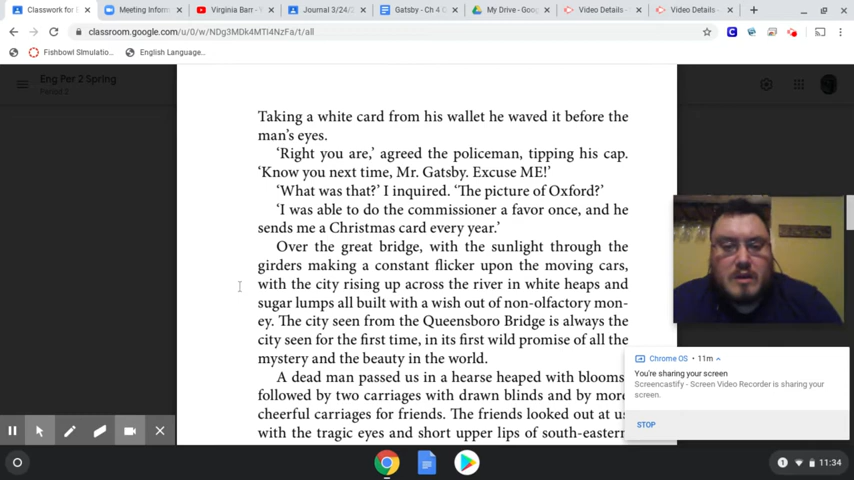 Classwork for E
Meeting Inform
Virginia Barr -
Journal 3/24/2
Gatsby - Ch 4 C
My Drive - Goog
Video Details -
Video Details -
classroom.google.com/u/0/w/NDg3MDk4MTI4NzFa/t/all
Fishbowl SImulatio...
English Language...
Eng Per 2 Spring
Period 2
Taking a white card from his wallet he waved it before the
man's eyes.
'Right you are,' agreed the policeman, tipping his cap.
'Know you next time, Mr. Gatsby. Excuse ME!'
'What was that?' I inquired. 'The picture of Oxford?'
'I was able to do the commissioner a favor once, and he
sends me a Christmas card every year.'
Over the great bridge, with the sunlight through the
girders making a constant flicker upon the moving cars,
with the city rising up across the river in white heaps and
sugar lumps all built with a wish out of non-olfactory mon-
ey. The city seen from the Queensboro Bridge is always the
city seen for the first time, in its first wild promise of all the
mystery and the beauty in the world.
A dead man passed us in a hearse heaped with blooms,
followed by two carriages with drawn blinds and by more
cheerful carriages for friends. The friends looked out at us
with the tragic eyes and short upper lips of south-eastern
Chrome OS • 11m
You're sharing your screen
Screencastify - Screen Video Recorder is sharing your
screen.
STOP
1
11:34